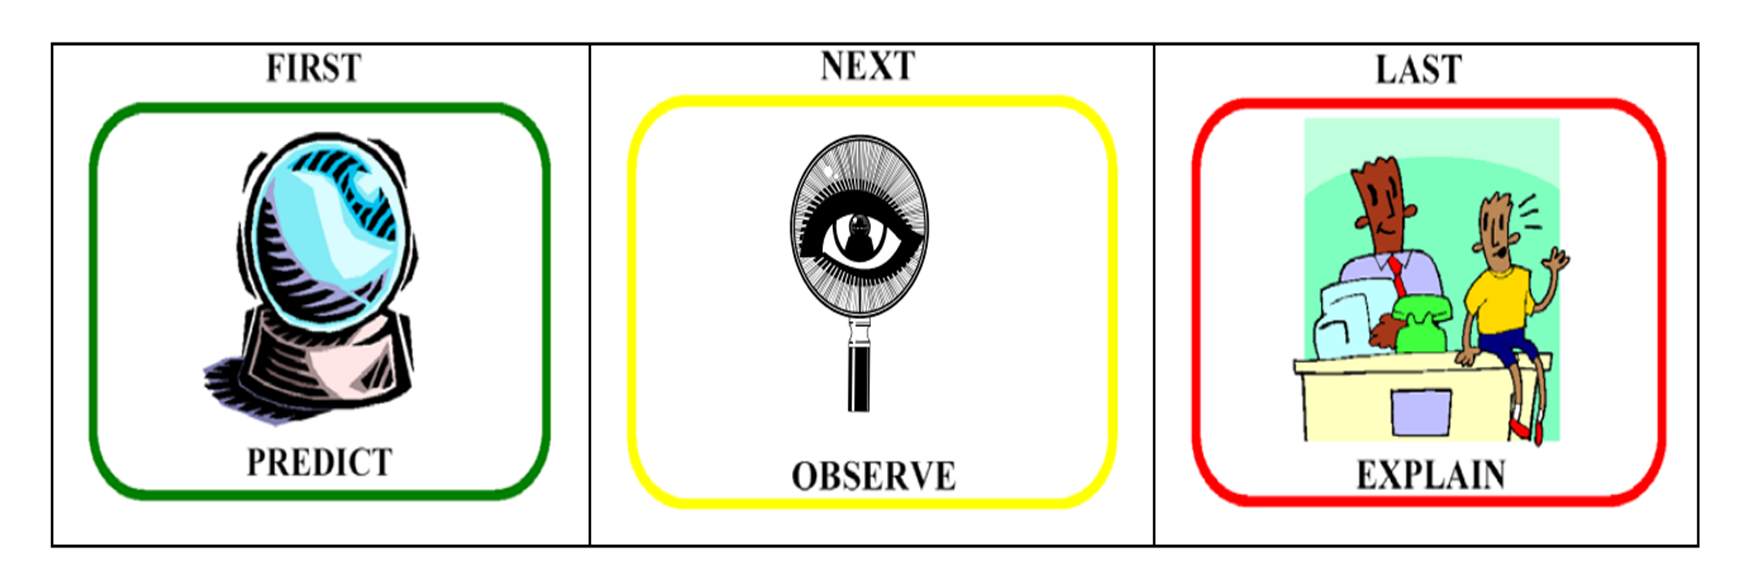 FIRST
PREDICT
NEXT
OBSERVE
LAST
EXPLAIN